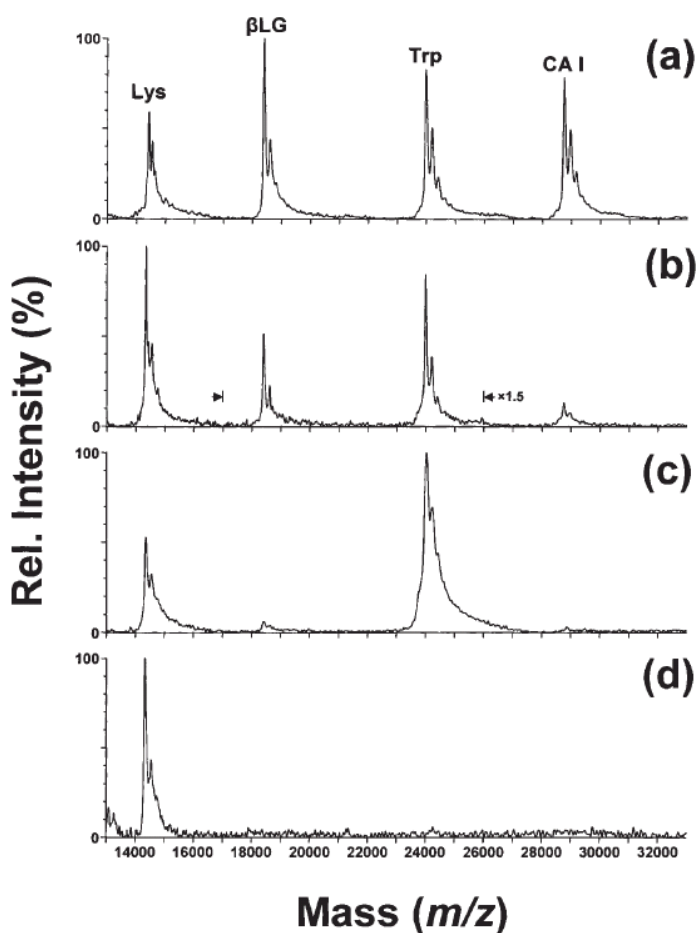 βLG
(a)
100
Trp
CA I
Lys
0
(b)
100
×1.5
0
(c)
100
0
(d)
100
0
14000 16000 18000 20000 22000 24000 26000 28000 30000 32000
Rel. Intensity (%)
Mass (m/z)